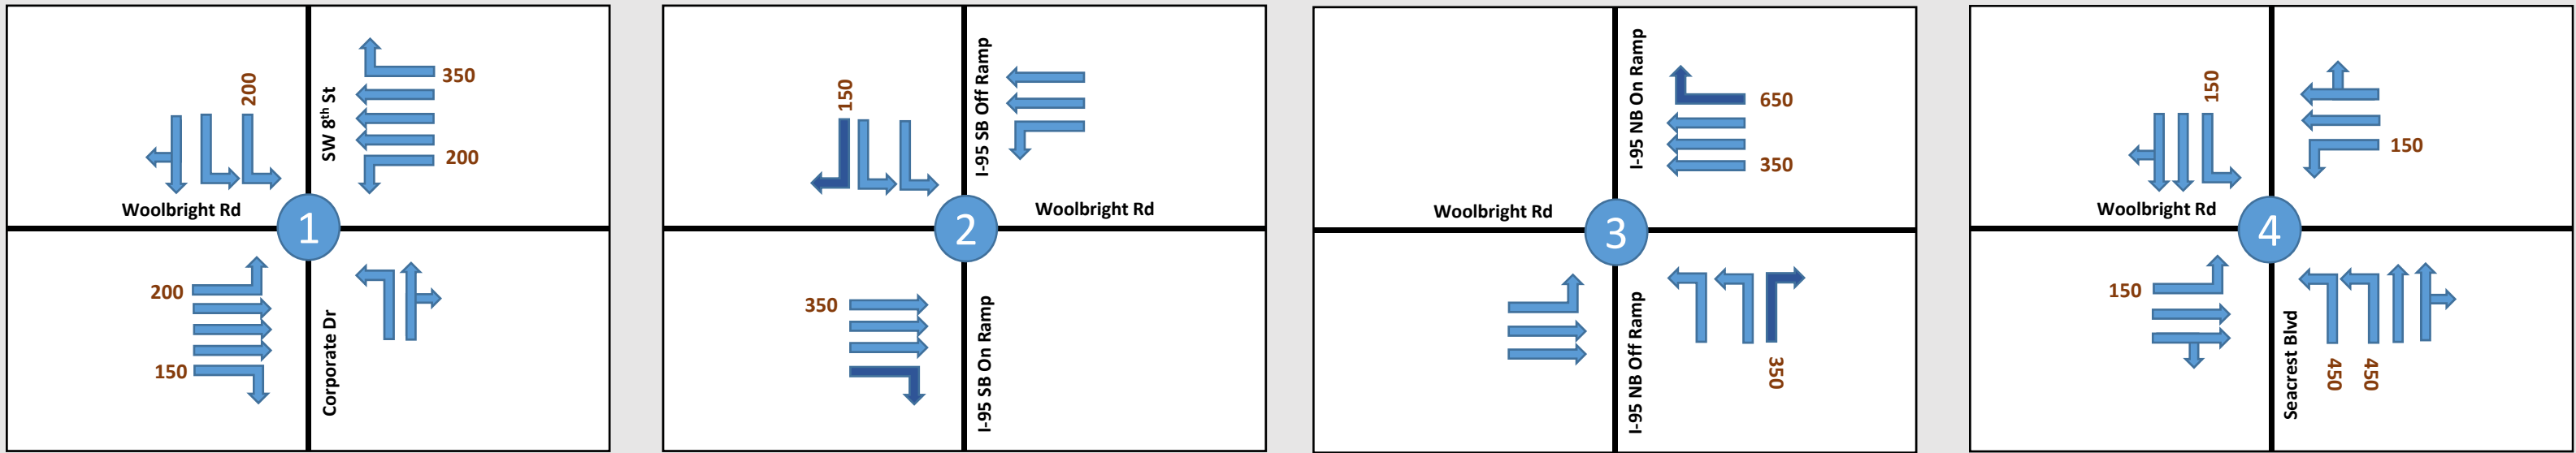 200
SW 8th St
350
200
Woolbright Rd
1
200
150
Corporate Dr
150
I-95 SB Off Ramp
Woolbright Rd
2
350
I-95 SB On Ramp
I-95 NB On Ramp
650
350
Woolbright Rd
3
I-95 NB Off Ramp
350
150
150
Woolbright Rd
4
150
Seacrest Blvd
450
450